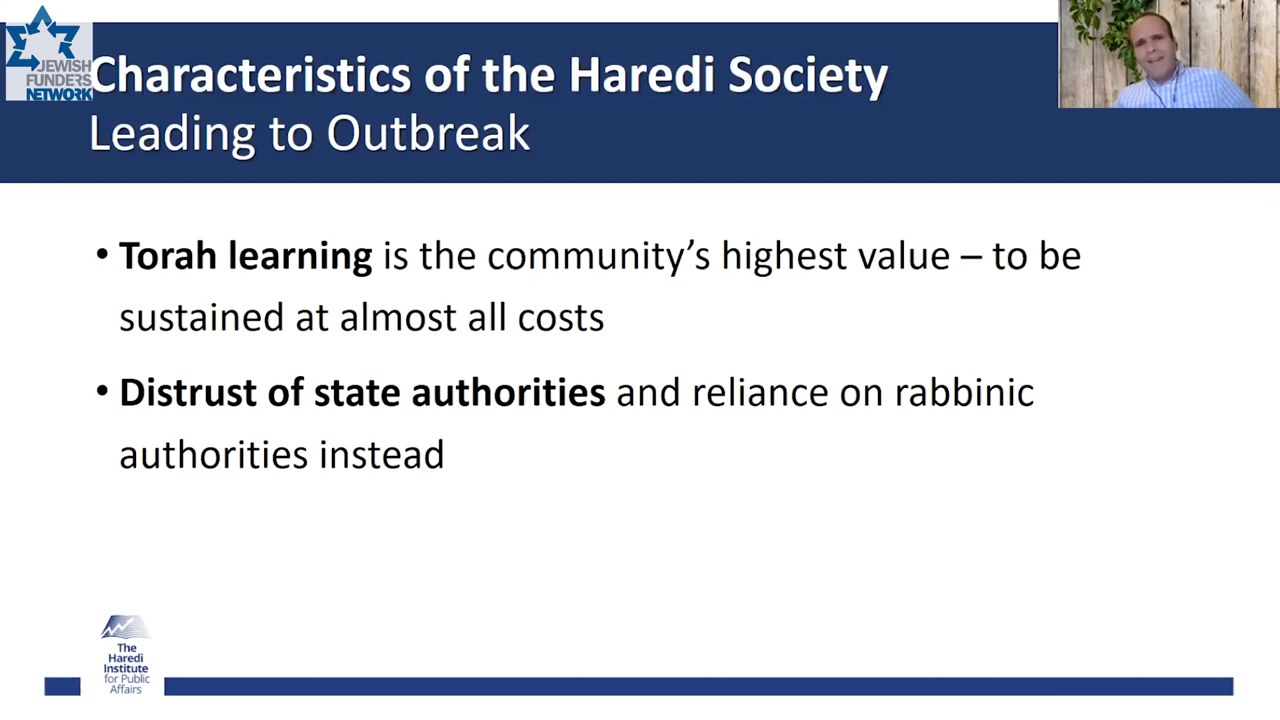 JEWISH
FUNDERS
NETWORK
Characteristics of the Haredi Society
Leading to Outbreak
• Torah learning is the community’s highest value – to be
sustained at almost all costs
• Distrust of state authorities and reliance on rabbinic
authorities instead
The
Haredi
Institute
for Public
Affairs